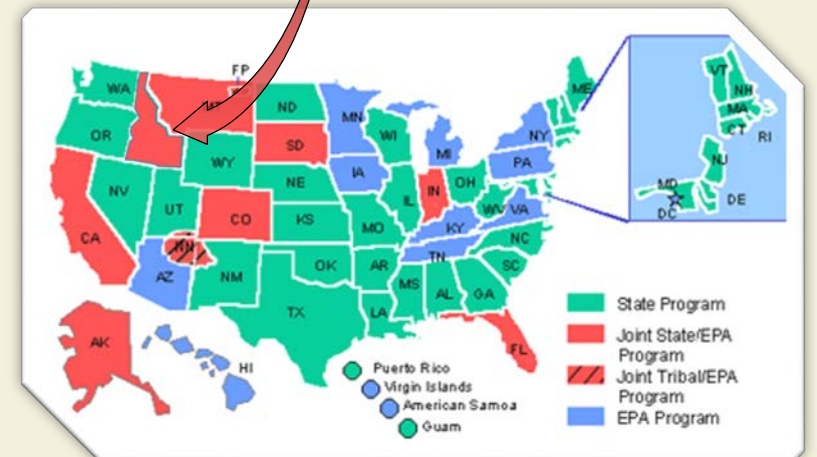 FP
WA
ND
MN
ME
OR
SD
WI
MI
NY
WY
IA
PA
NV
NE
IL
IN
OH
UT
CO
KS
MO
WV
VA
CA
KY
NC
TN
AZ
NM
OK
AR
SC
MS
AL
GA
TX
LA
FL
AK
HI
VT
NH
MA
CT
RI
NJ
MD
DE
DC
Puerto Rico
Virgin Islands
American Samoa
Guam
State Program
Joint State/EPA
Program
Joint Tribal/EPA
Program
EPA Program